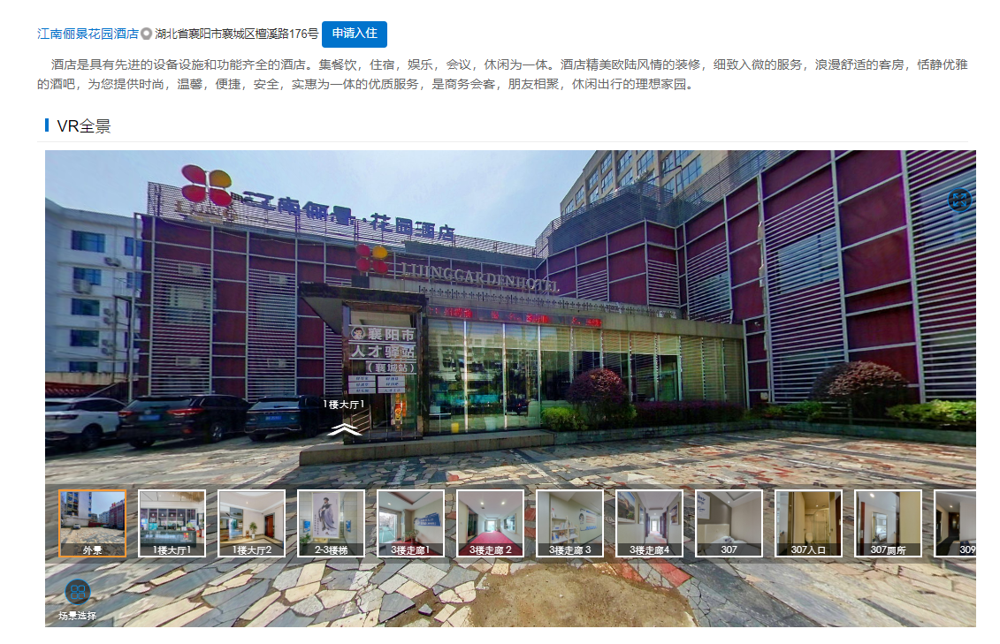 江南俪景花园酒店 湖北省襄阳市襄城区檀溪路176号 申请入住
酒店是具有先进的设备设施和功能齐全的酒店。集餐饮，住宿，娱乐，会议，休闲为一体。酒店精美欧陆风情的装修，细致入微的服务，浪漫舒适的客房，恬静优雅
的酒吧，为您提供时尚，温馨，便捷，安全，实惠为一体的优质服务，是商务会客，朋友相聚，休闲出行的理想家园。
VR全景
江南俪景·花园酒店
LIJINGGARDENHOTEL
襄阳市
人才驿站
（襄城站）
1楼大厅1
外景
1楼大厅1
1楼大厅2
2-3楼梯
3楼走廊1
3楼走廊 2
3楼走廊 3
3楼走廊4
307
307入口
307厕所
309
场景选择